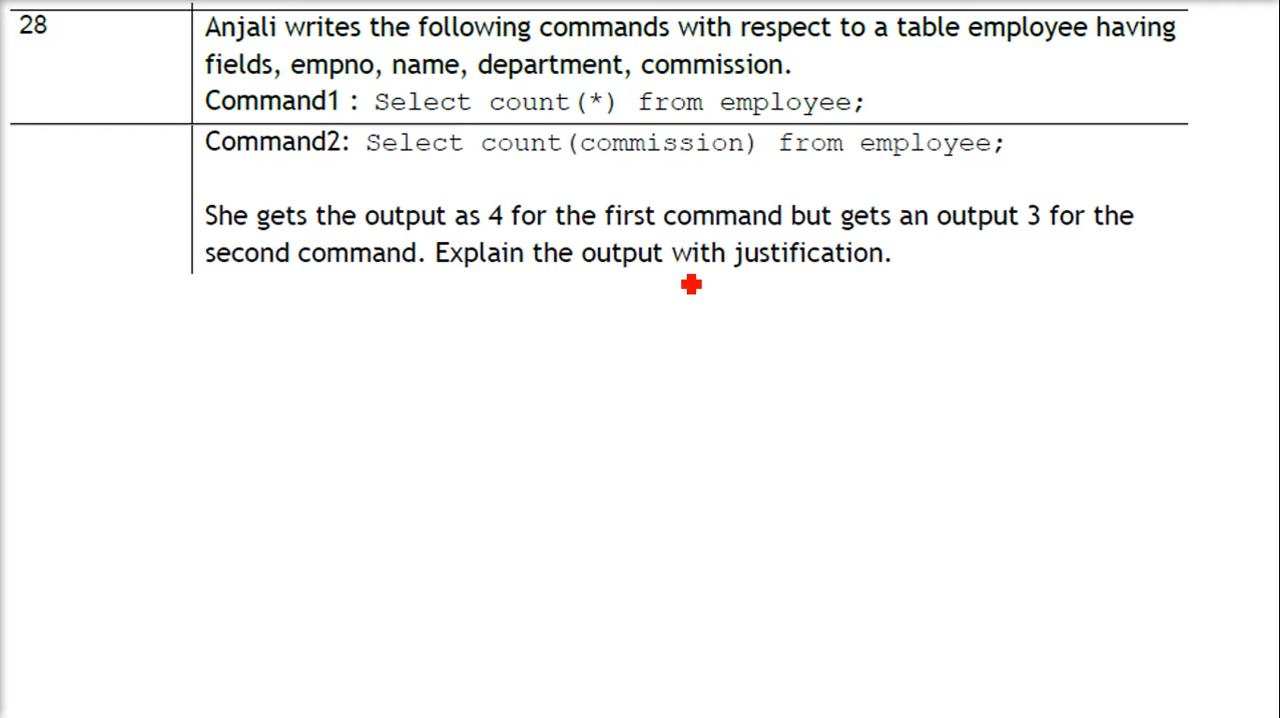 28
Anjali writes the following commands with respect to a table employee having
fields, empno, name, department, commission.
Command1 : Select count(*) from employee;
Command2: Select count(commission) from employee;
She gets the output as 4 for the first command but gets an output 3 for the
second command. Explain the output with justification.